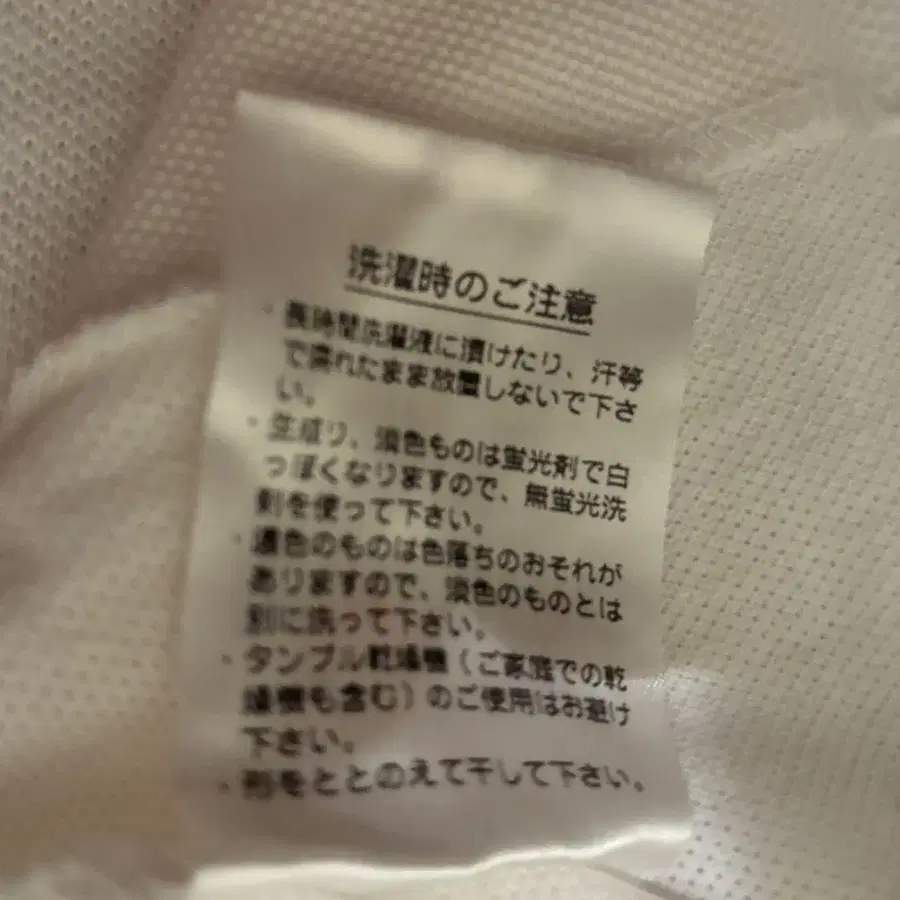 洗濯時のご注意
・長時間洗濯液に漬けたり、汗等
で濡れたまま放置しないで下さ
い。
・生成り、淡色ものは蛍光剤で白
っぽくなりますので、無蛍光洗
剤を使って下さい。
・濃色のものは色落ちのおそれが
ありますので、淡色のものとは
別に洗って下さい。
・タンブル乾燥機（ご家庭での乾
燥機も含む）のご使用はお避け
下さい。
・形をととのえて干して下さい。